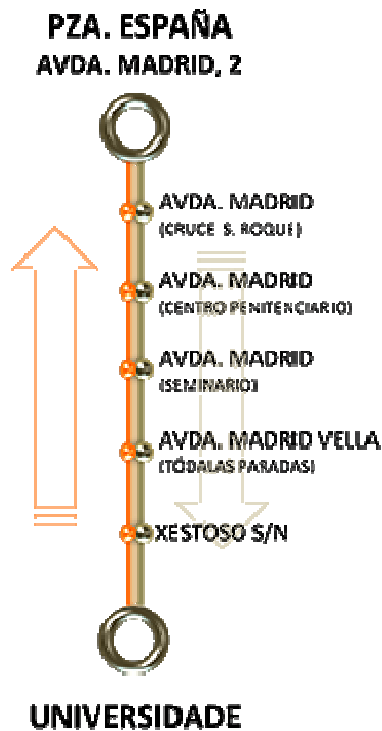 PZA. ESPAÑA
AVDA. MADRID, 2
AVDA. MADRID
(CRUCE S. ROQUE)
AVDA. MADRID
(CENTRO PENITENCIARIO)
AVDA. MADRID
(SEMINARIO)
AVDA. MADRID VELLA
(TÓDALAS PARADAS)
XESTOSO S/N
UNIVERSIDADE